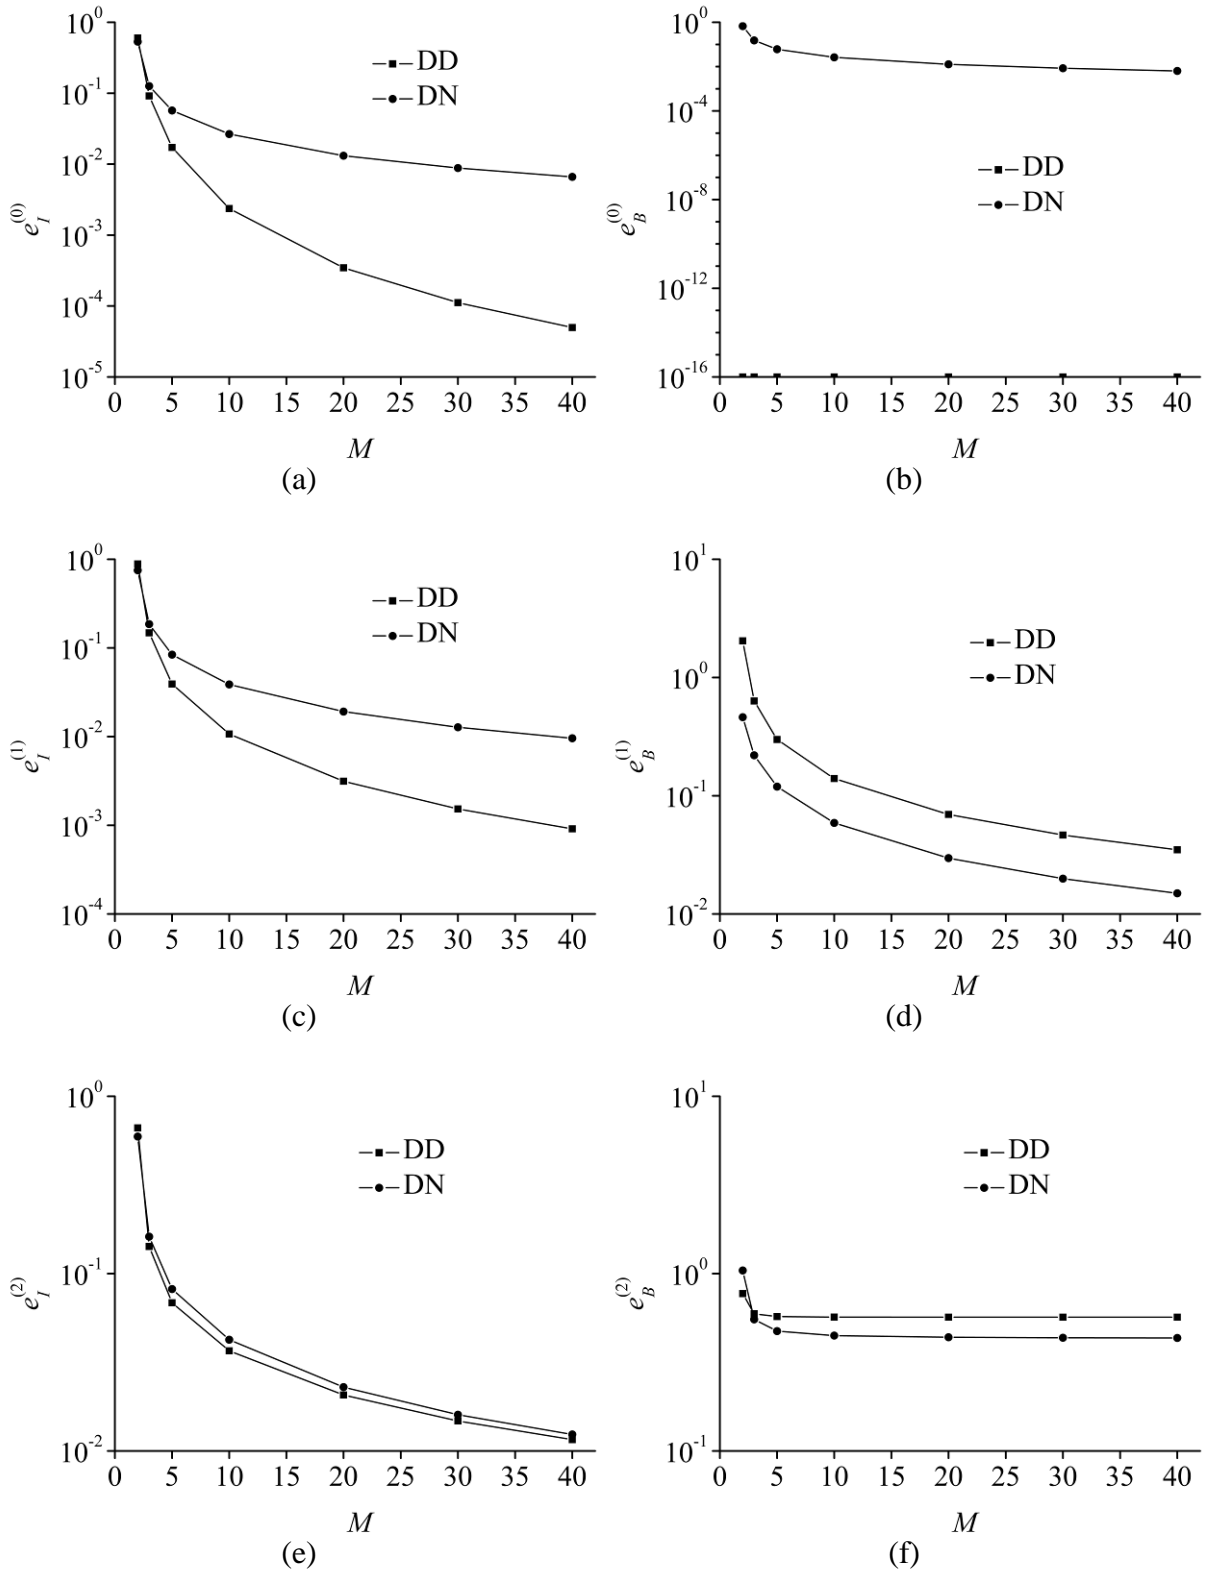 10^0
10^-1
10^-2
10^-3
10^-4
10^-5
e_I^(0)
DD
DN
0 5 10 15 20 25 30 35 40
M
(a)
10^0
10^-4
10^-8
10^-12
10^-16
e_B^(0)
DD
DN
0 5 10 15 20 25 30 35 40
M
(b)
10^0
10^-1
10^-2
10^-3
10^-4
e_I^(1)
DD
DN
0 5 10 15 20 25 30 35 40
M
(c)
10^1
10^0
10^-1
10^-2
e_B^(1)
DD
DN
0 5 10 15 20 25 30 35 40
M
(d)
10^0
10^-1
10^-2
e_I^(2)
DD
DN
0 5 10 15 20 25 30 35 40
M
(e)
10^1
10^0
10^-1
e_B^(2)
DD
DN
0 5 10 15 20 25 30 35 40
M
(f)